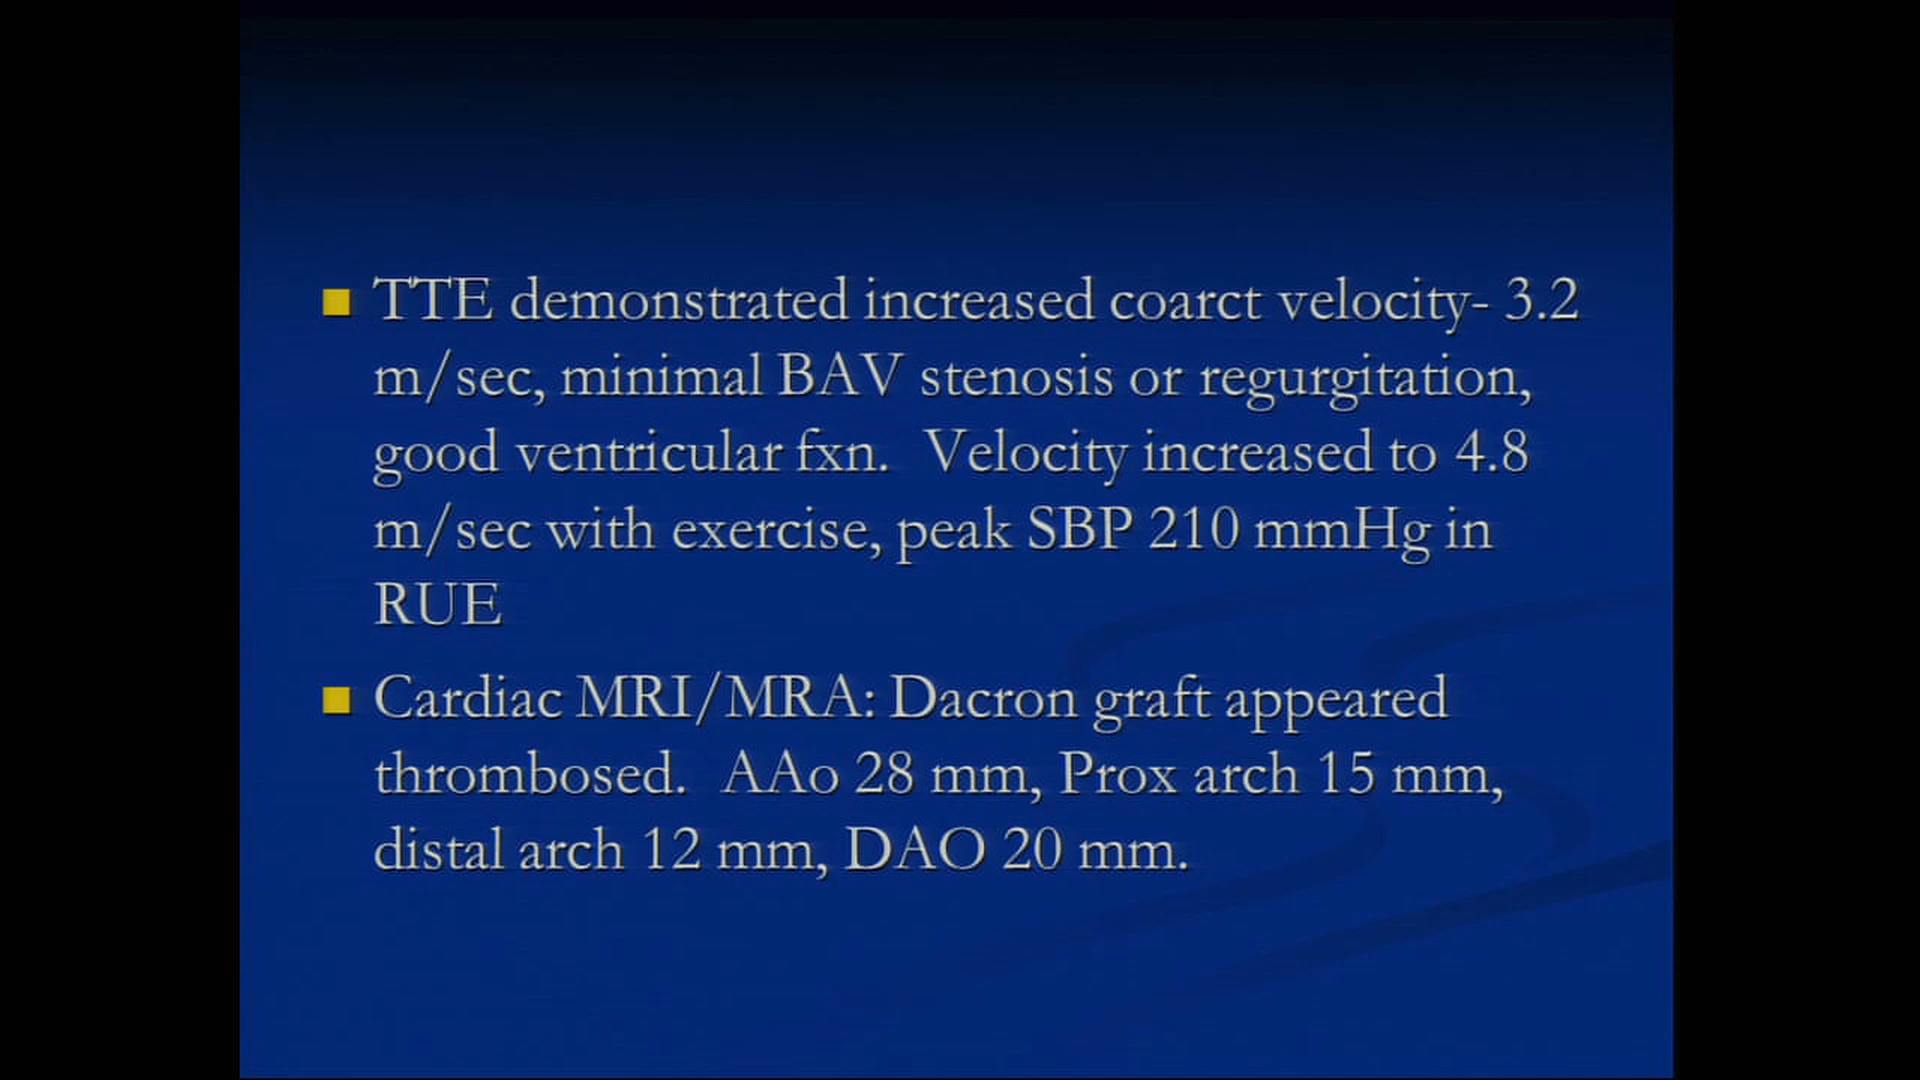 TTE demonstrated increased coarct velocity- 3.2
m/sec, minimal BAV stenosis or regurgitation,
good ventricular fxn. Velocity increased to 4.8
m/sec with exercise, peak SBP 210 mmHg in
RUE
Cardiac MRI/MRA: Dacron graft appeared
thrombosed. AAo 28 mm, Prox arch 15 mm,
distal arch 12 mm, DAO 20 mm.